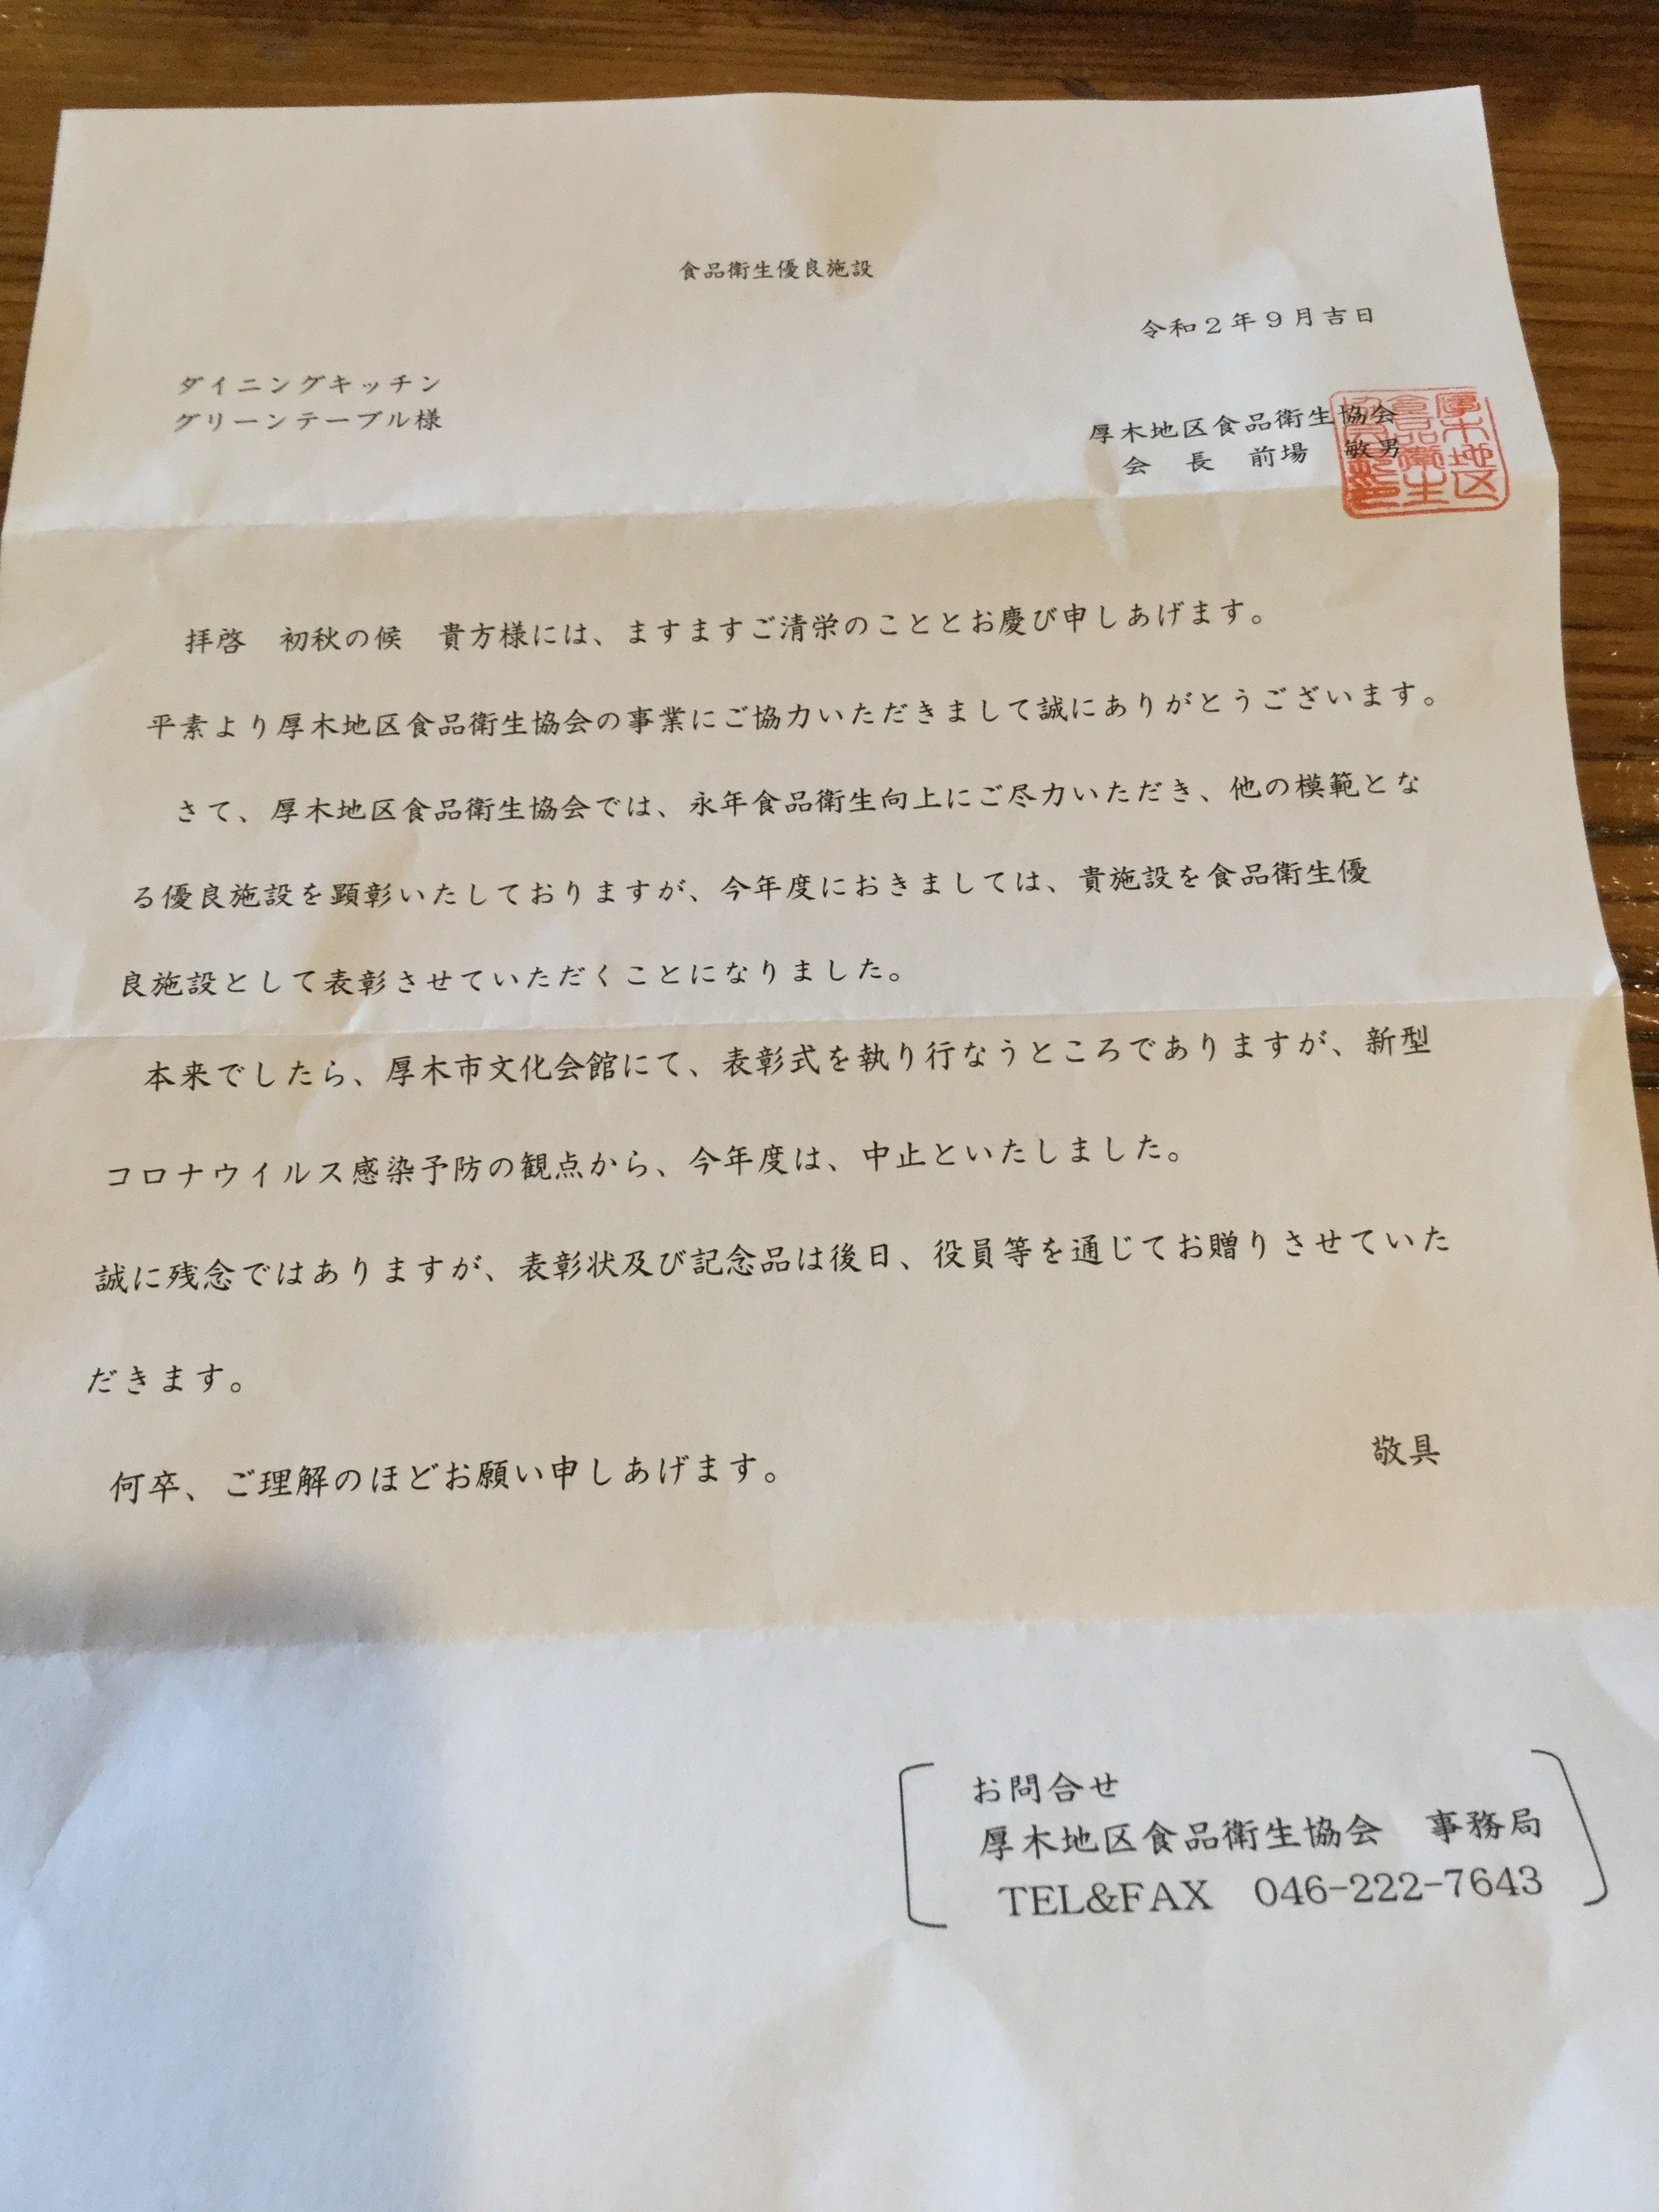 食品衛生優良施設
令和2年9月吉日
ダイニングキッチン
グリーンテーブル様
厚木地区食品衛生協会
会　長　前場　敏男
厚木地区
食品衛生
拝啓　初秋の候　貴方様には、ますますご清栄のこととお慶び申しあげます。
平素より厚木地区食品衛生協会の事業にご協力いただきまして誠にありがとうございます。
さて、厚木地区食品衛生協会では、永年食品衛生向上にご尽力いただき、他の模範とな
る優良施設を顕彰いたしておりますが、今年度におきましては、貴施設を食品衛生優
良施設として表彰させていただくことになりました。
本来でしたら、厚木市文化会館にて、表彰式を執り行なうところでありますが、新型
コロナウイルス感染予防の観点から、今年度は、中止といたしました。
誠に残念ではありますが、表彰状及び記念品は後日、役員等を通じてお贈りさせていた
だきます。
何卒、ご理解のほどお願い申しあげます。
敬具
お問合せ
厚木地区食品衛生協会　事務局
TEL&FAX　046-222-7643